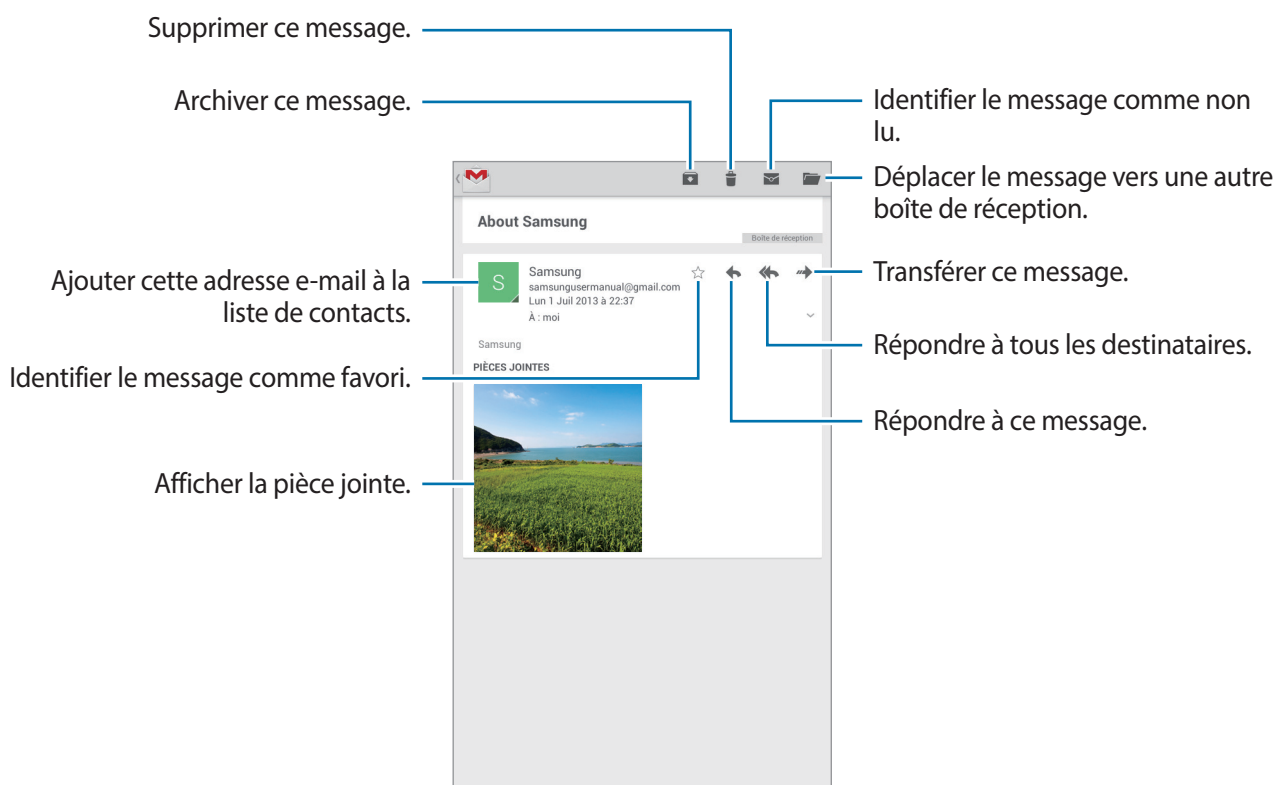 Supprimer ce message.
Archiver ce message.
Identifier le message comme non
lu.
Déplacer le message vers une autre
boîte de réception.
About Samsung
Boîte de réception
Ajouter cette adresse e-mail à la
liste de contacts.
S
Samsung
samsungusermanual@gmail.com
Lun 1 Juil 2013 à 22:37
À : moi
Transférer ce message.
Samsung
Répondre à tous les destinataires.
PIÈCES JOINTES
Identifier le message comme favori.
Répondre à ce message.
Afficher la pièce jointe.